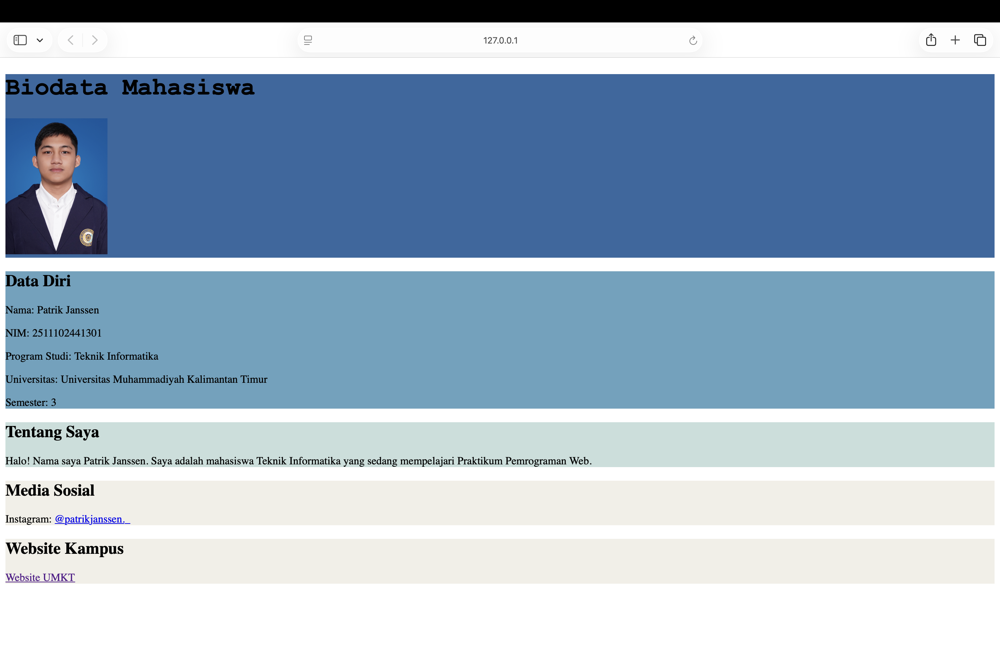 127.0.0.1
Biodata Mahasiswa
Data Diri
Nama: Patrik Janssen
NIM: 2511102441301
Program Studi: Teknik Informatika
Universitas: Universitas Muhammadiyah Kalimantan Timur
Semester: 3
Tentang Saya
Halo! Nama saya Patrik Janssen. Saya adalah mahasiswa Teknik Informatika yang sedang mempelajari Praktikum Pemrograman Web.
Media Sosial
Instagram: @patrikjanssen._
Website Kampus
Website UMKT